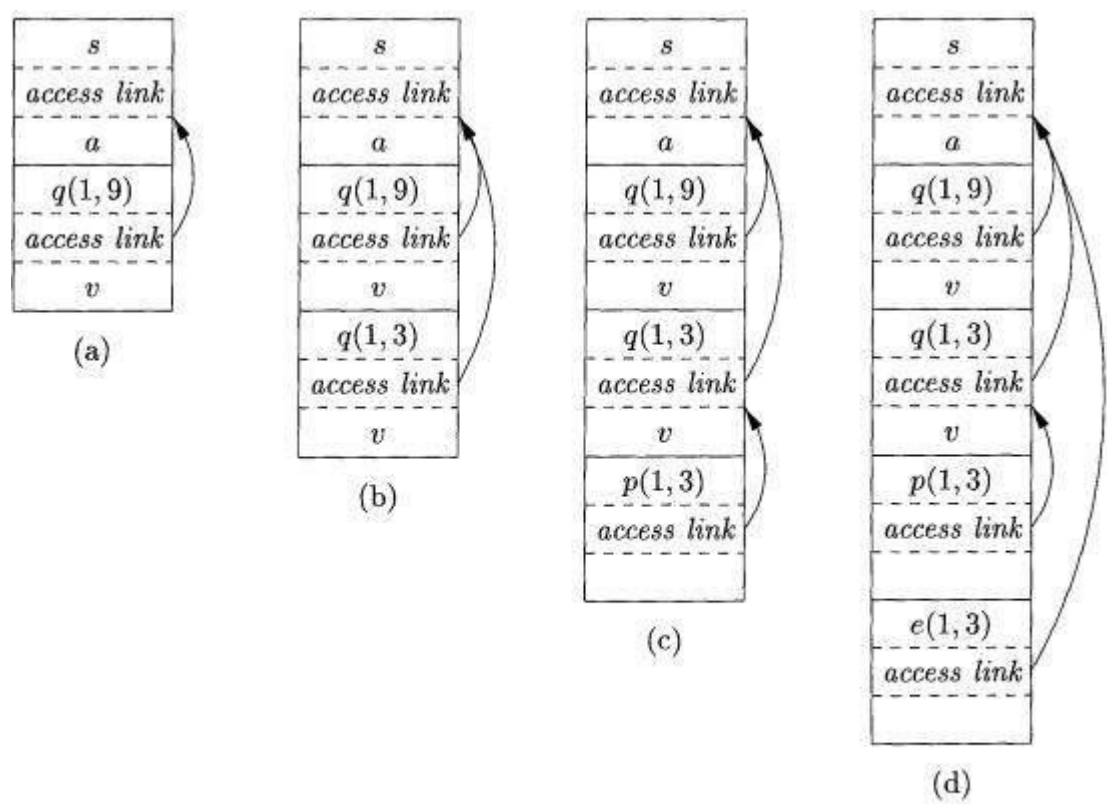 s
access link
a
q(1, 9)
access link
v
(a)
s
access link
a
q(1, 9)
access link
v
q(1, 3)
access link
v
(b)
s
access link
a
q(1, 9)
access link
v
q(1, 3)
access link
v
p(1, 3)
access link
(c)
s
access link
a
q(1, 9)
access link
v
q(1, 3)
access link
v
p(1, 3)
access link
e(1, 3)
access link
(d)